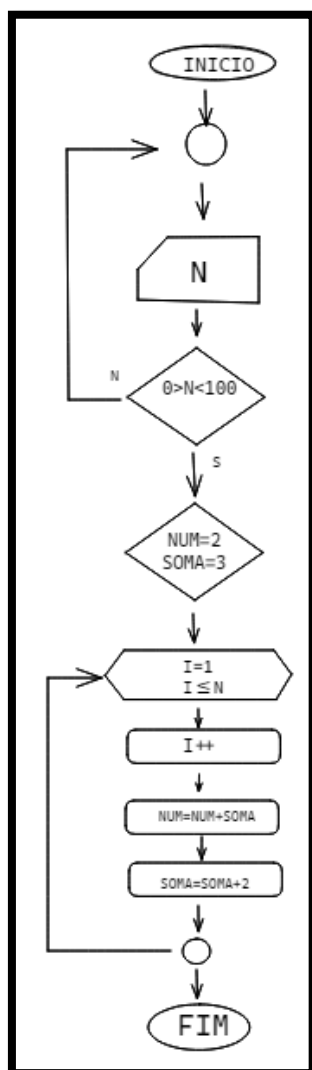 INICIO
N
0>N<100
N
S
NUM=2
SOMA=3
I=1
I≤N
I++
NUM=NUM+SOMA
SOMA=SOMA+2
FIM